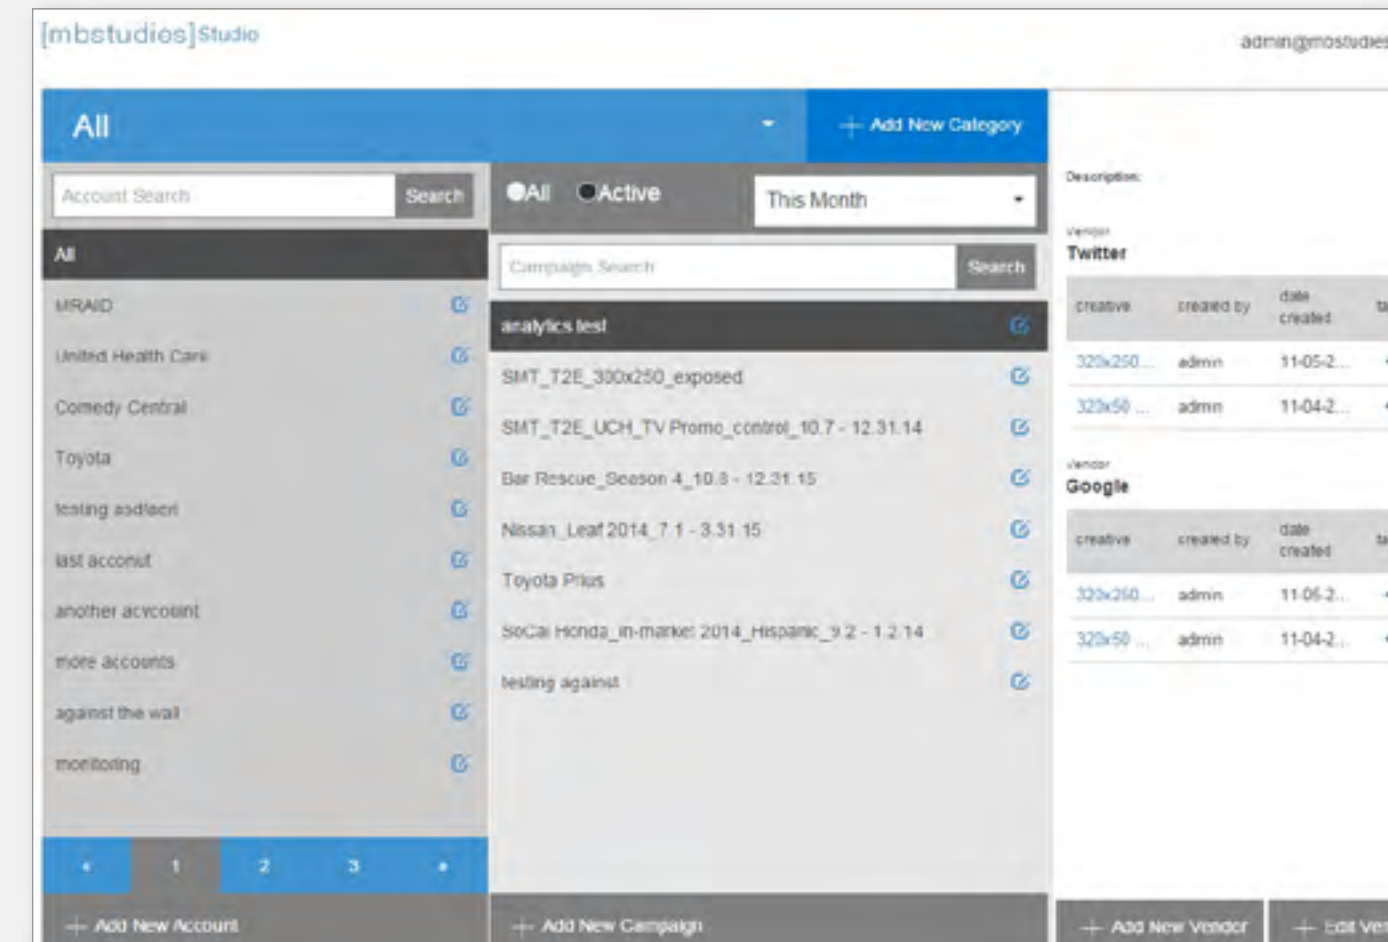 [mbstudies]Studio
All
+ Add New Category
Account Search
Search
All
MRAID
United Health Care
Comedy Central
Toyota
testing
last acconut
another acvcoount
more accounts
against the wall
monitoring
« 1 2 3 »
+ Add New Account
All Active
This Month
Campaign Search
Search
analytics test
SMT_T2E_300x250_exposed
SMT_T2E_UCH_TV Promo_control_10.7 - 12.31.14
Bar Rescue_Season 4_10.3 - 12.31.15
Nissan_Leaf 2014_7.1 - 3.31.15
Toyota Prius
SoCal Honda_in-market 2014_Hispanic_9.2 - 1.2.14
testing against
+ Add New Campaign
Description:
Vendor
Twitter
creative created by date created
320x250... admin 11-05-2...
320x50 ... admin 11-04-2...
Vendor
Google
creative created by date created
320x250... admin 11-05-2...
320x50 ... admin 11-04-2...
+ Add New Vendor
+ Edit